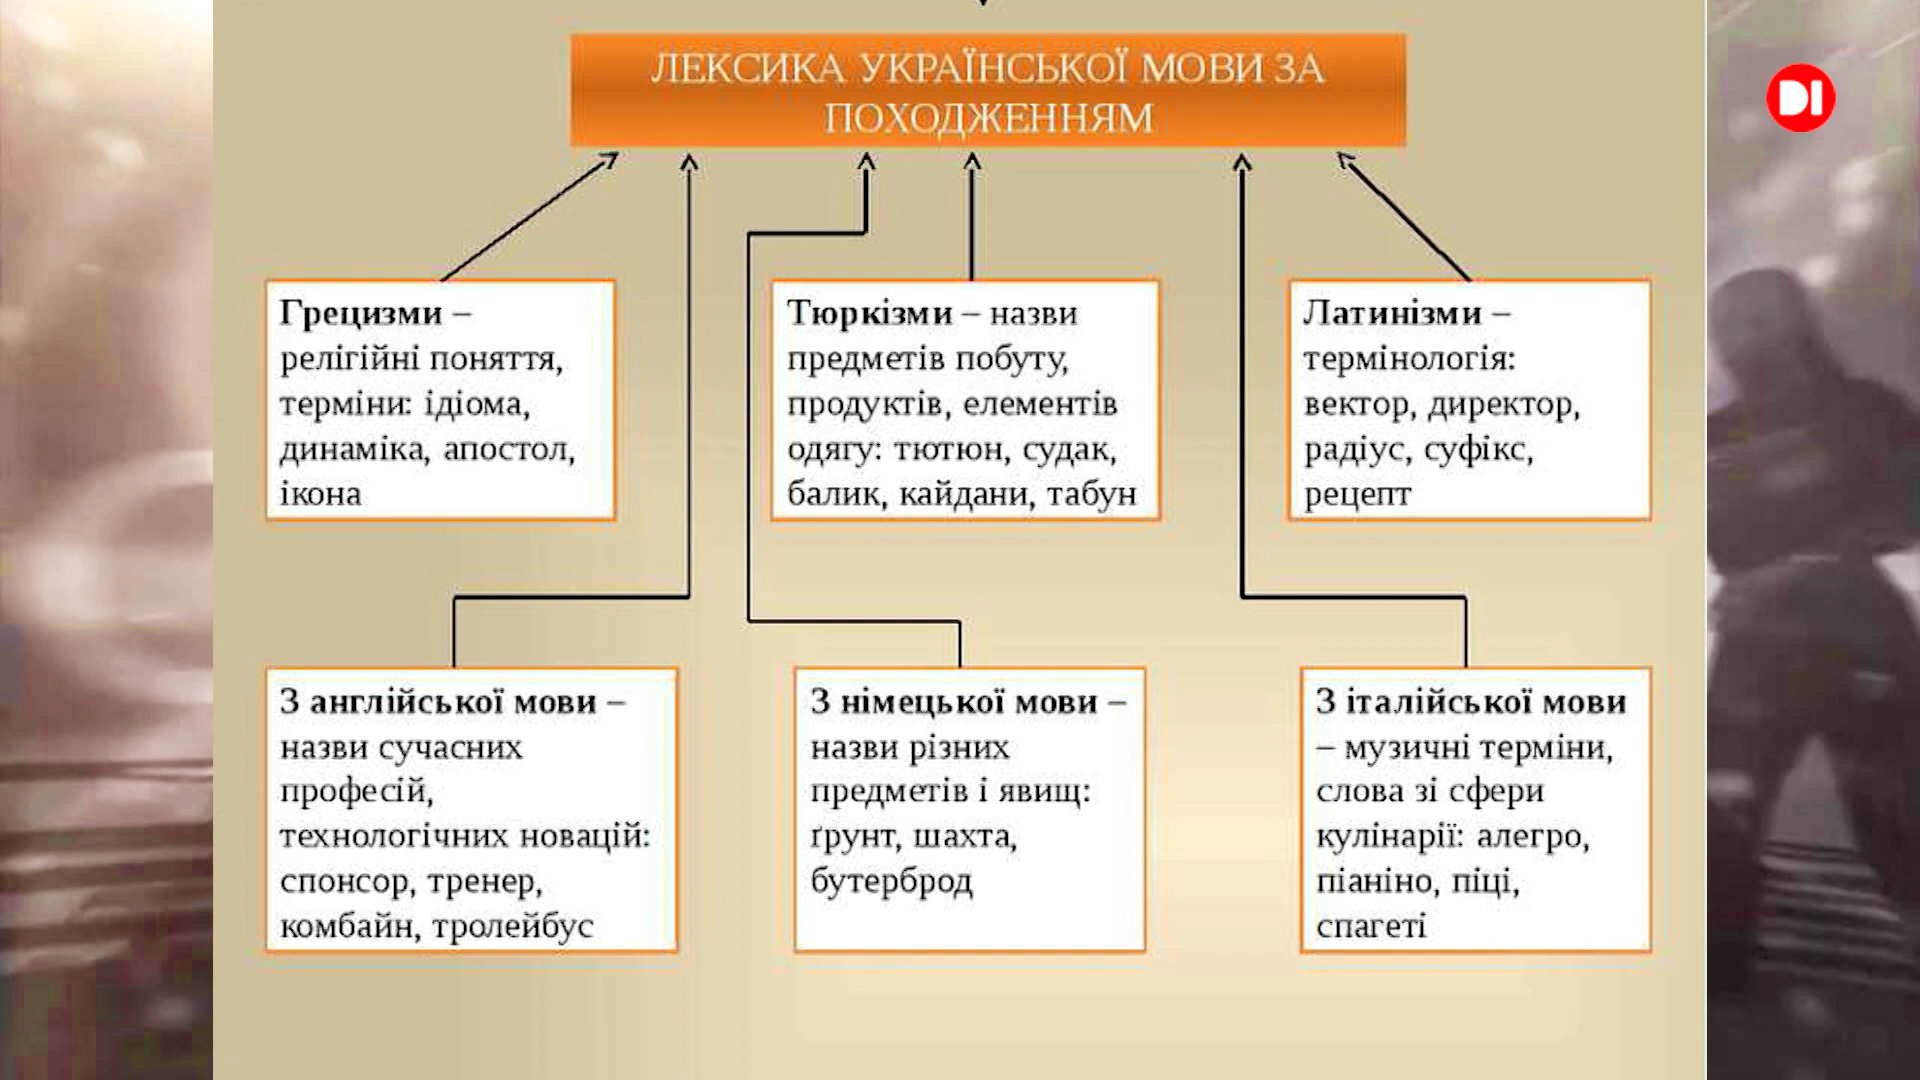 ЛЕКСИКА УКРАЇНСЬКОЇ МОВИ ЗА
ПОХОДЖЕННЯМ
DI
Грецизми –
релігійні поняття,
терміни: ідіома,
динаміка, апостол,
ікона
Тюркізми – назви
предметів побуту,
продуктів, елементів
одягу: тютюн, судак,
балик, кайдани, табун
Латинізми –
термінологія:
вектор, директор,
радіус, суфікс,
рецепт
З англійської мови –
назви сучасних
професій,
технологічних новацій:
спонсор, тренер,
комбайн, тролейбус
З німецької мови –
назви різних
предметів і явищ:
ґрунт, шахта,
бутерброд
З італійської мови
– музичні терміни,
слова зі сфери
кулінарії: алегро,
піаніно, піці,
спагеті